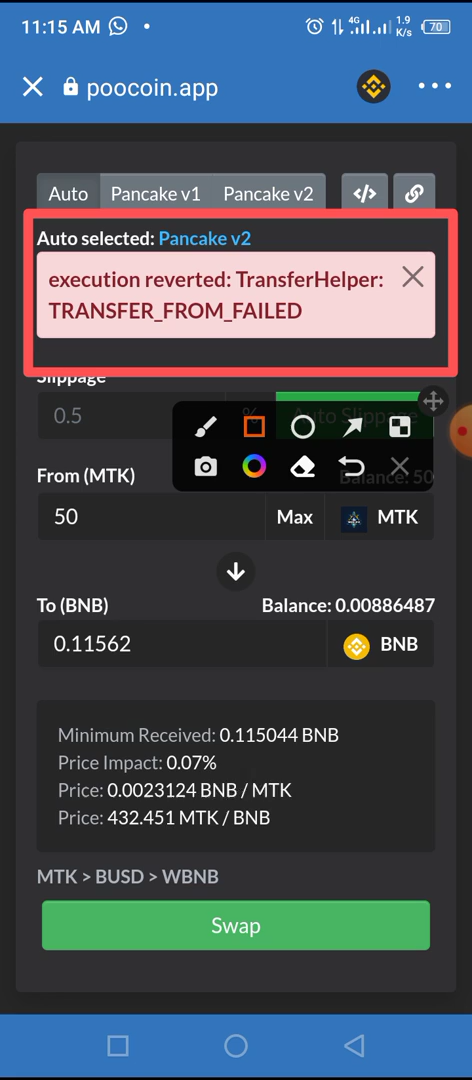 11:15 AM
4G
1.9
K/s
70
poocoin.app
Auto Pancake v1 Pancake v2
</>
Auto selected: Pancake v2
execution reverted: TransferHelper:
TRANSFER_FROM_FAILED
Slippage
0.5 % Auto Slippage
From (MTK) Balance: 50
50 Max MTK
To (BNB) Balance: 0.00886487
0.11562 BNB
Minimum Received: 0.115044 BNB
Price Impact: 0.07%
Price: 0.0023124 BNB / MTK
Price: 432.451 MTK / BNB
MTK > BUSD > WBNB
Swap